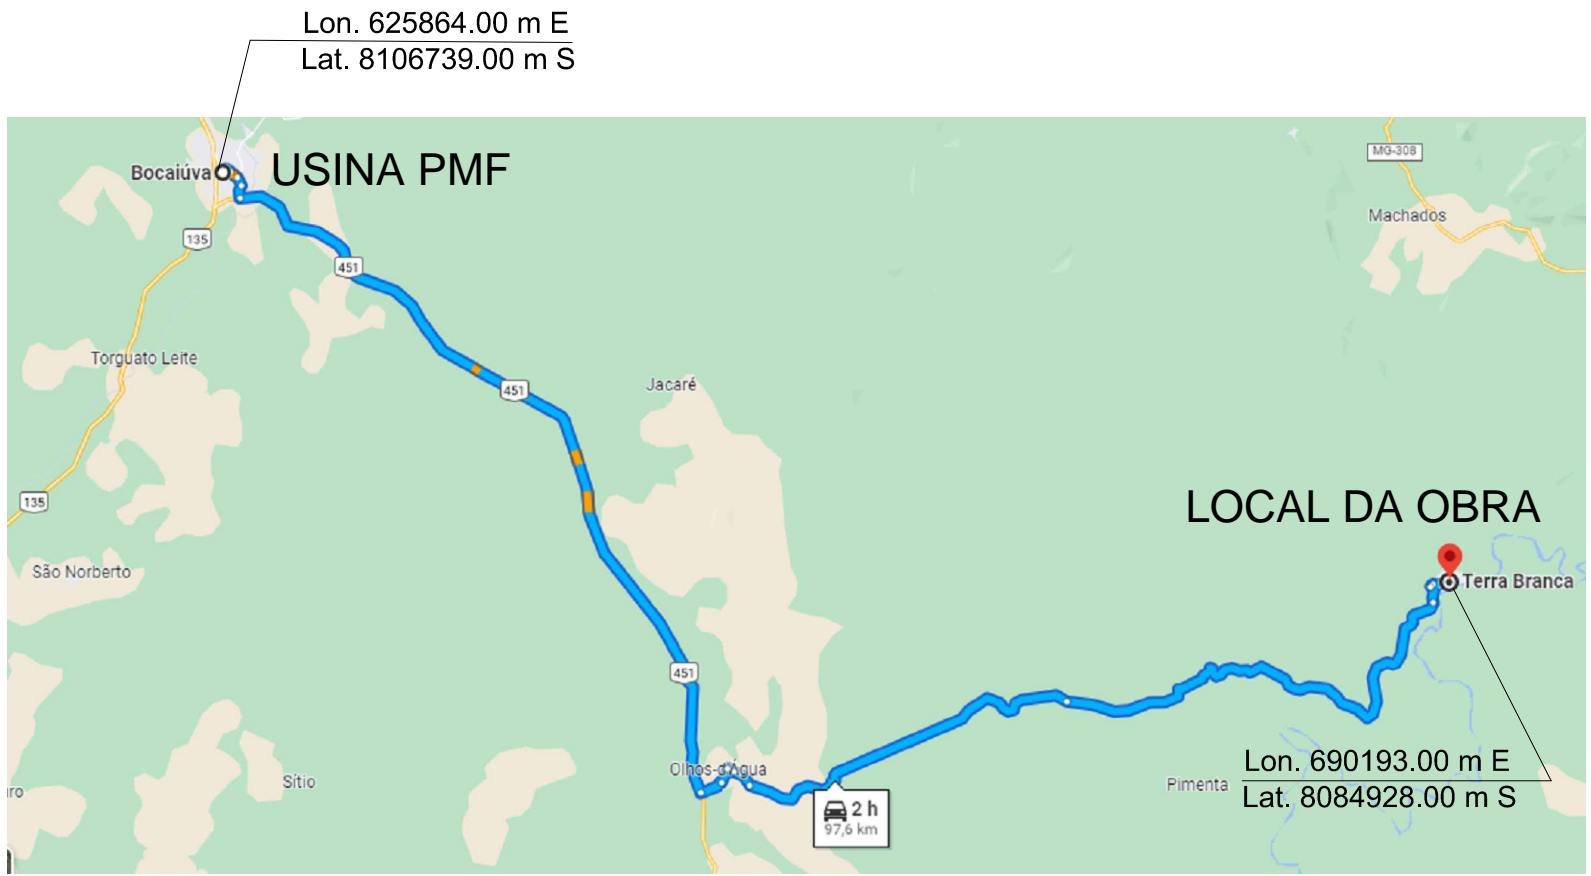 Lon. 625864.00 m E
Lat. 8106739.00 m S
Bocaiúva
USINA PMF
MG-308
Machados
135
451
Torguato Leite
Jacaré
451
135
LOCAL DA OBRA
São Norberto
Terra Branca
451
Olhos-d'Água
Sítio
Pimenta
Lon. 690193.00 m E
Lat. 8084928.00 m S
ro
2 h
97,6 km